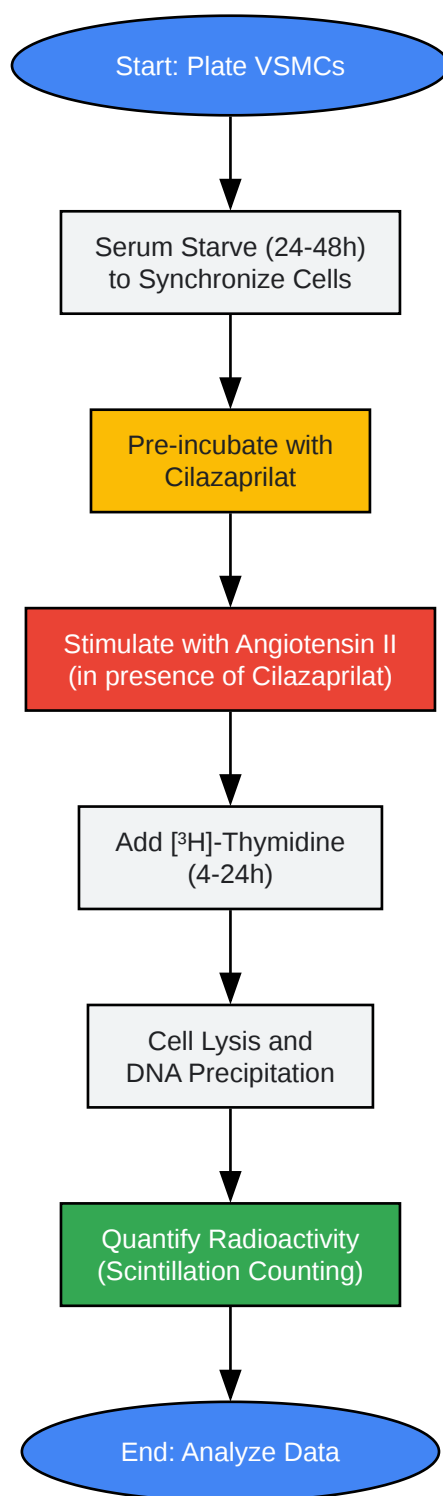 Start: Plate VSMCs
Serum Starve (24-48h)
to Synchronize Cells
Pre-incubate with
Cilazaprilat
Stimulate with Angiotensin II
(in presence of Cilazaprilat)
Add [³H]-Thymidine
(4-24h)
Cell Lysis and
DNA Precipitation
Quantify Radioactivity
(Scintillation Counting)
End: Analyze Data